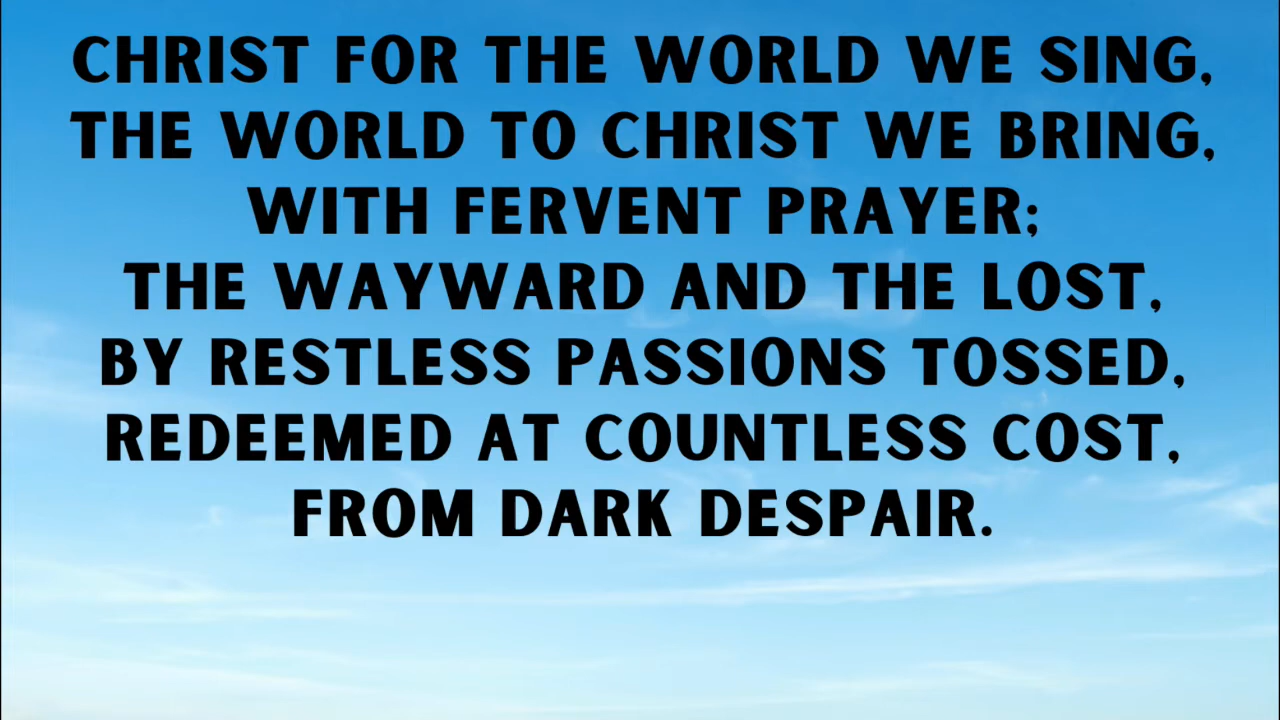 CHRIST FOR THE WORLD WE SING,
THE WORLD TO CHRIST WE BRING,
WITH FERVENT PRAYER;
THE WAYWARD AND THE LOST,
BY RESTLESS PASSIONS TOSSED,
REDEEMED AT COUNTLESS COST,
FROM DARK DESPAIR.